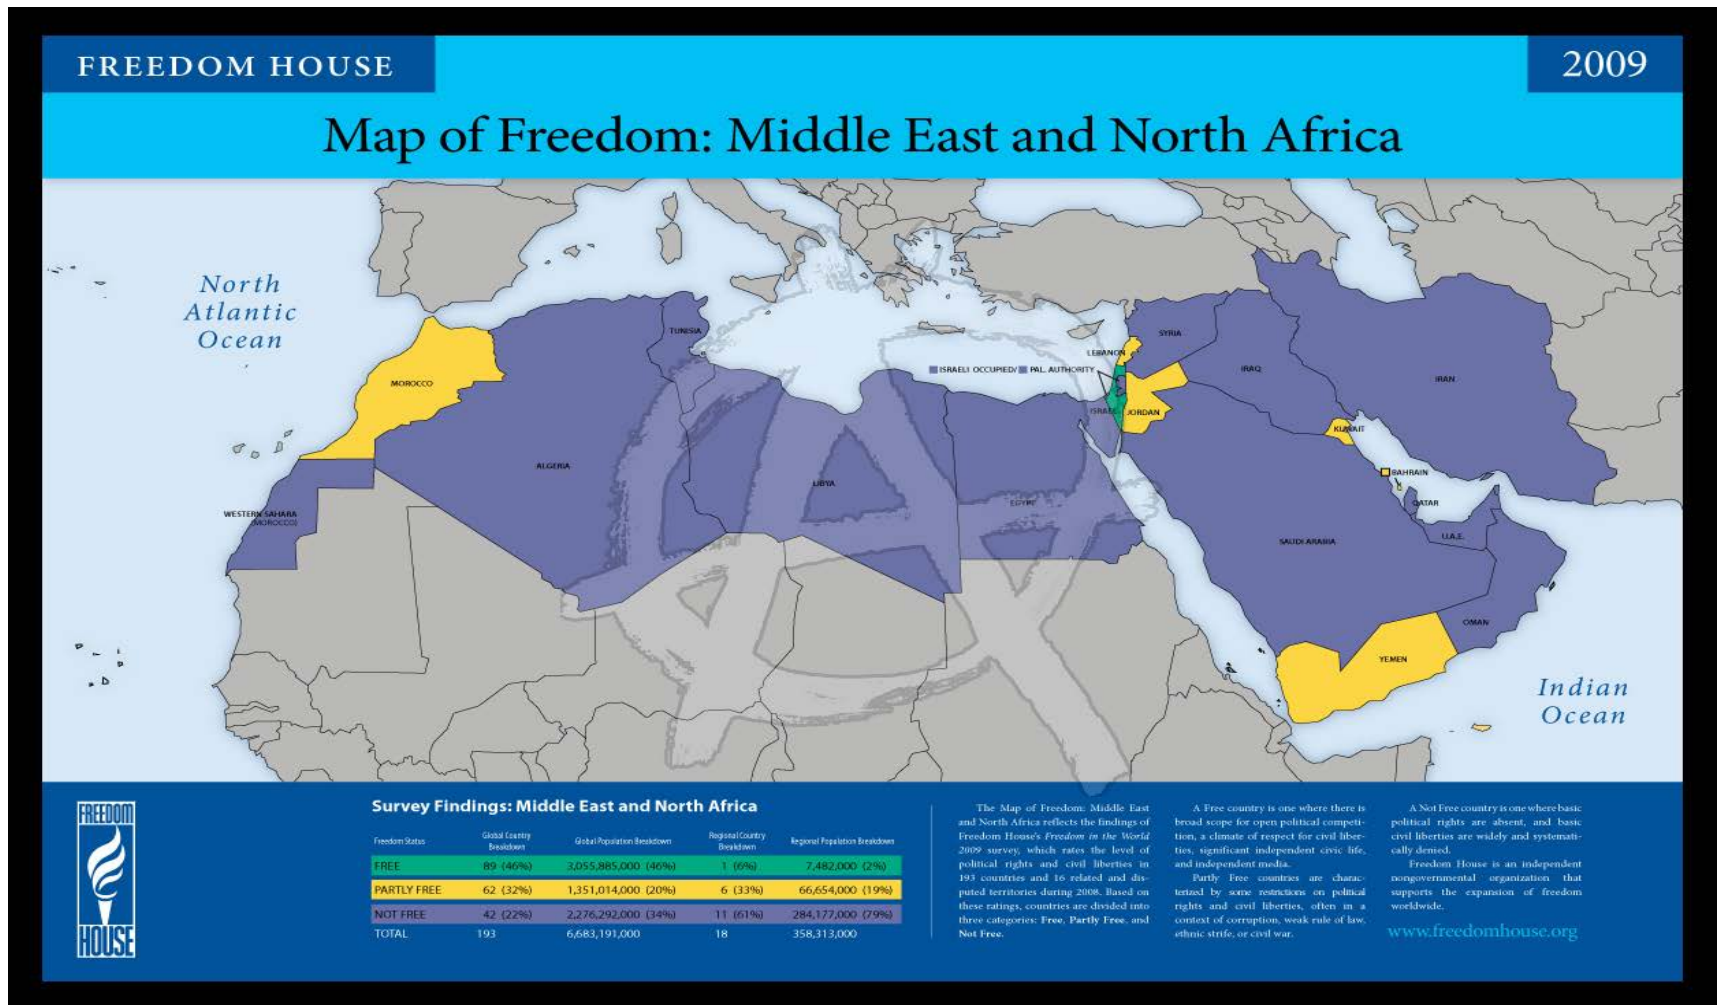 FREEDOM HOUSE
2009
Map of Freedom: Middle East and North Africa
North
Atlantic
Ocean
TUNISIA
MOROCCO
LEBANON
SYRIA
ISRAELI OCCUPIED/ PAL. AUTHORITY
IRAQ
IRAN
ISRAEL
JORDAN
KUWAIT
ALGERIA
LIBYA
EGYPT
BAHRAIN
QATAR
WESTERN SAHARA
(MOROCCO)
SAUDI ARABIA
U.A.E.
OMAN
YEMEN
Indian
Ocean
FREEDOM
HOUSE
Survey Findings: Middle East and North Africa
Freedom Status Global Country Breakdown Global Population Breakdown Regional Country Breakdown Regional Population Breakdown
FREE 89 (46%) 3,055,885,000 (46%) 1 (6%) 7,482,000 (2%)
PARTLY FREE 62 (32%) 1,351,014,000 (20%) 6 (33%) 66,654,000 (19%)
NOT FREE 42 (22%) 2,276,292,000 (34%) 11 (61%) 284,177,000 (79%)
TOTAL 193 6,683,191,000 18 358,313,000
The Map of Freedom: Middle East
and North Africa reflects the findings of
Freedom House's Freedom in the World
2009 survey, which rates the level of
political rights and civil liberties in
193 countries and 16 related and dis-
puted territories during 2008. Based on
these ratings, countries are divided into
three categories: Free, Partly Free, and
Not Free.
A Free country is one where there is
broad scope for open political competi-
tion, a climate of respect for civil liber-
ties, significant independent civic life,
and independent media.
Partly Free countries are charac-
terized by some restrictions on political
rights and civil liberties, often in a
context of corruption, weak rule of law,
ethnic strife, or civil war.
A Not Free country is one where basic
political rights are absent, and basic
civil liberties are widely and systemati-
cally denied.
Freedom House is an independent
nongovernmental organization that
supports the expansion of freedom
worldwide.
www.freedomhouse.org